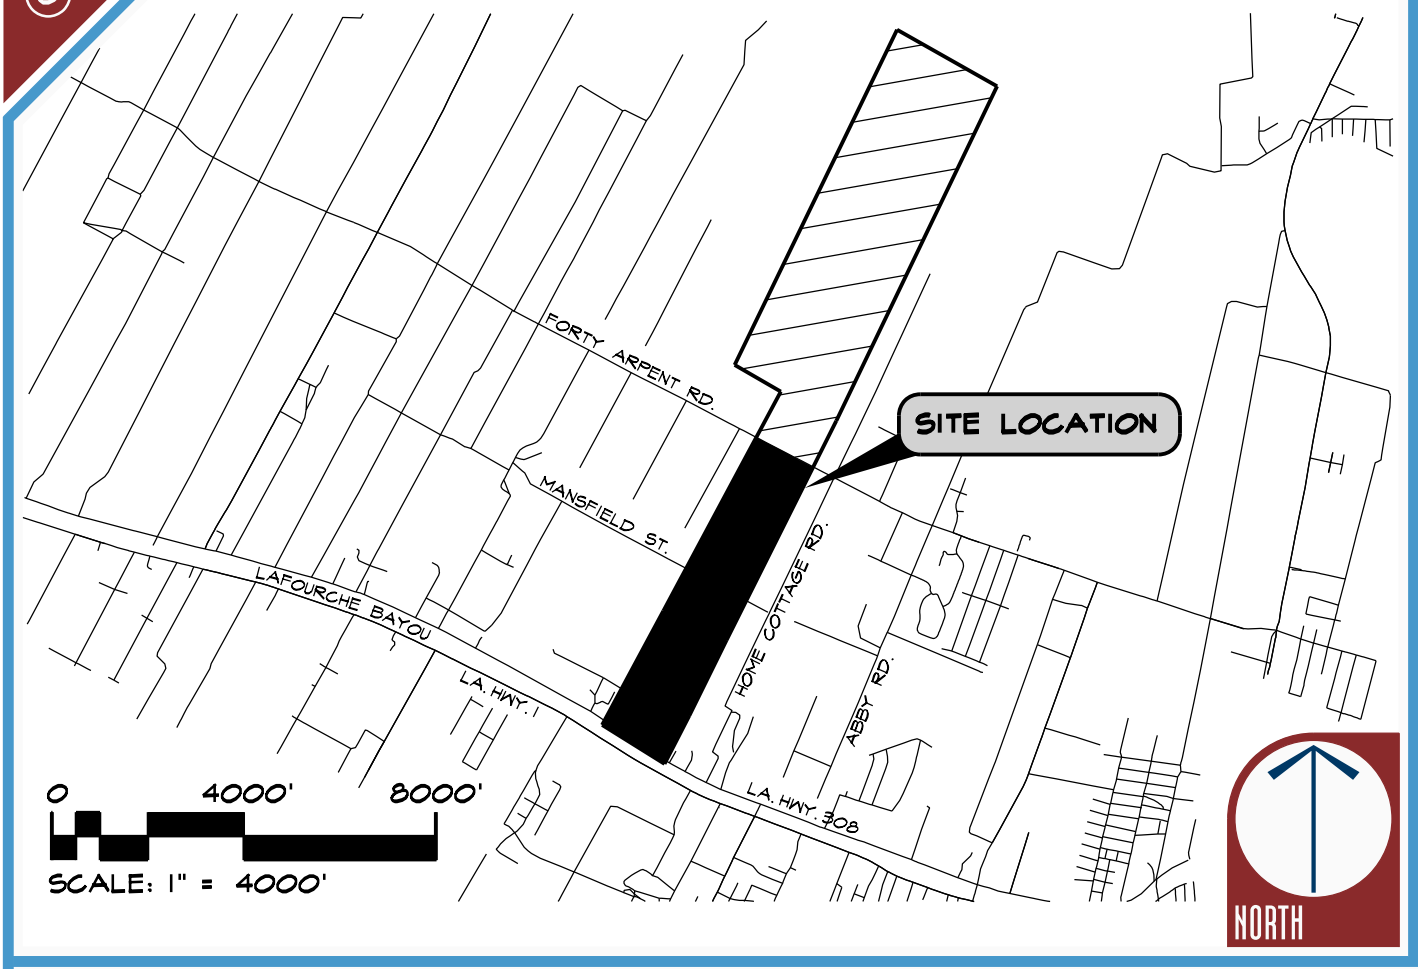 FORTY ARPENT RD.
SITE LOCATION
MANSFIELD ST.
HOME COTTAGE RD.
LAFOURCHE BAYOU
LA. HWY. 1
ABBY RD.
LA. HWY. 308
0 4000' 8000'
SCALE: 1" = 4000'
NORTH